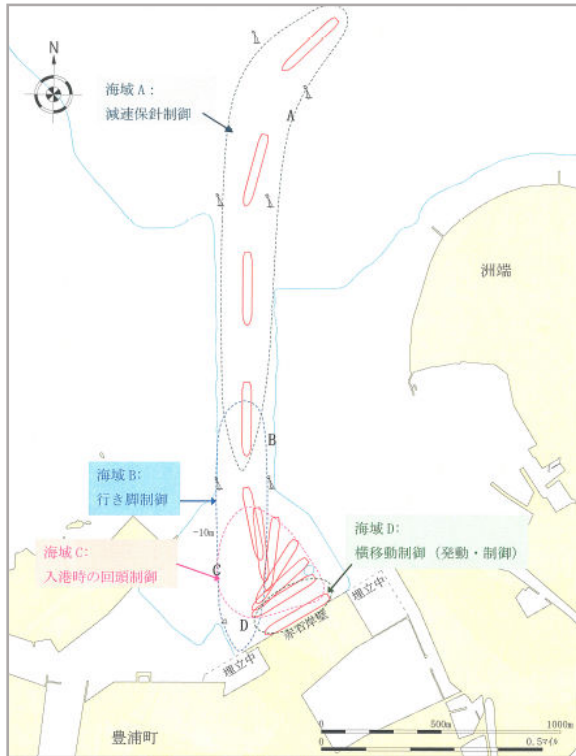 N
海域A:
減速保針制御
A
洲端
B
海域B:
行き脚制御
-10m
海域C:
入港時の回頭制御
C
海域D:
横移動制御（発動・制御）
D
埋立中
赤石岸壁
埋立中
豊浦町
0
500m
1000m
0
0.5マイル